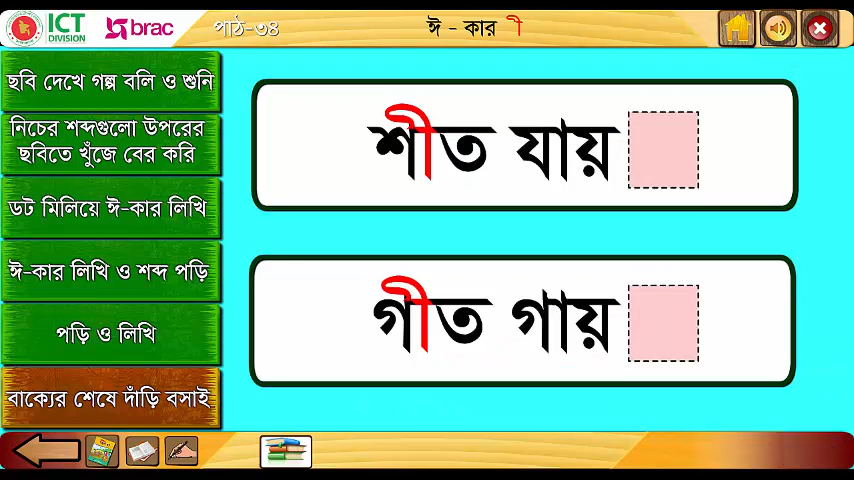 ICT
DIVISION
brac
পাঠ-৩৪
ঈ - কার ী
ছবি দেখে গল্প বলি ও শুনি
নিচের শব্দগুলো উপরের
ছবিতে খুঁজে বের করি
ডট মিলিয়ে ঈ-কার লিখি
ঈ-কার লিখি ও শব্দ পড়ি
পড়ি ও লিখি
বাক্যের শেষে দাঁড়ি বসাই
শীত যায়
গীত গায়